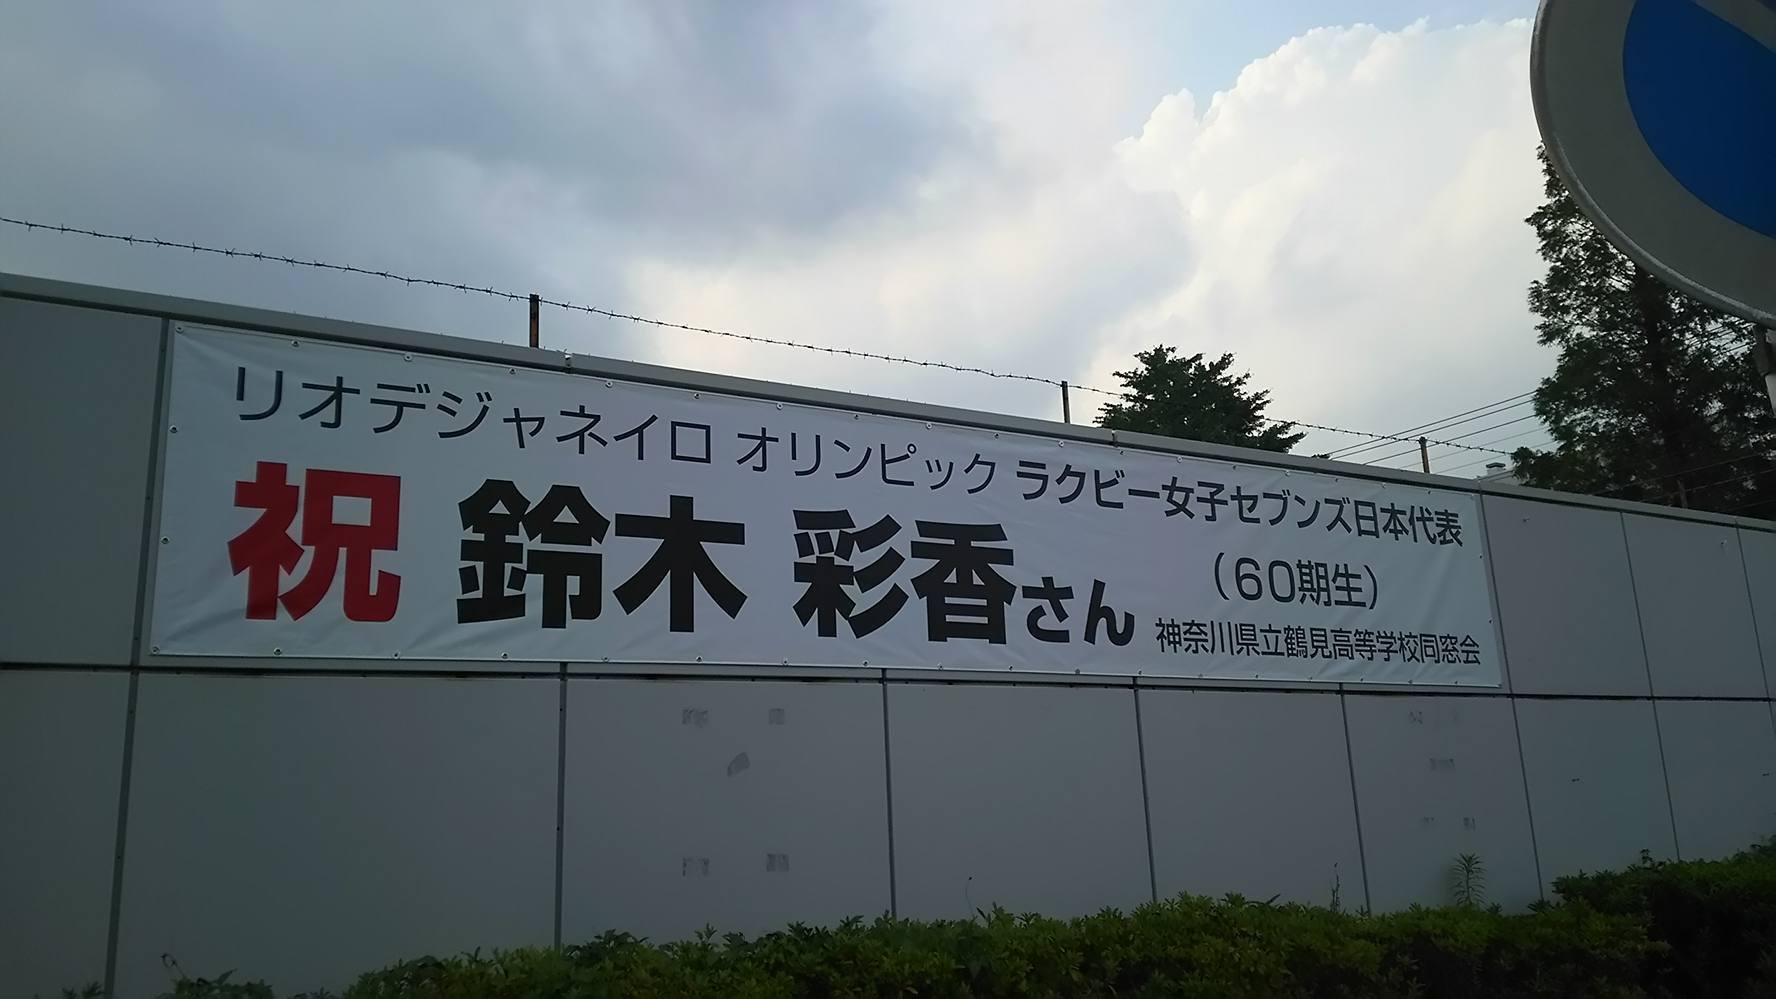 リオデジャネイロ オリンピック ラクビー女子セブンズ日本代表
祝 鈴木 彩香さん
（60期生）
神奈川県立鶴見高等学校同窓会